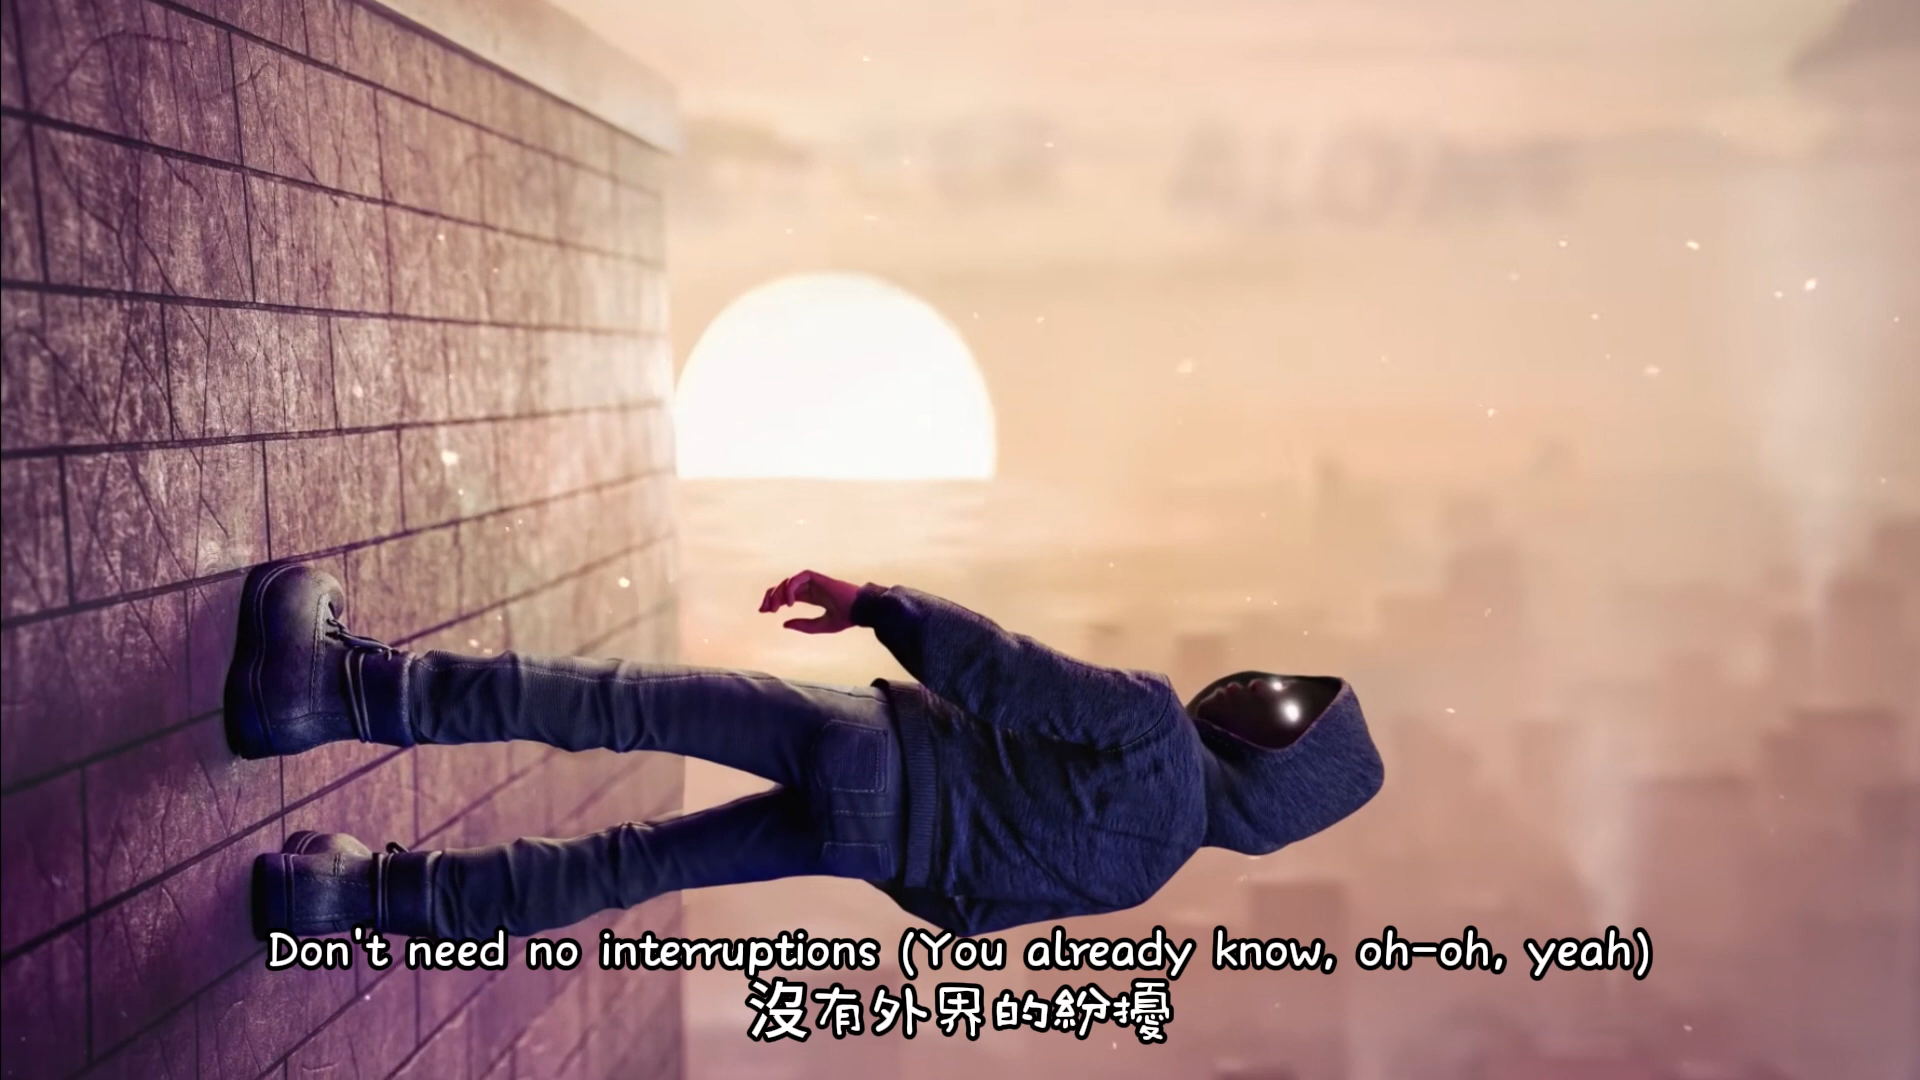 Don't need no interruptions (You already know, oh-oh, yeah)
沒有外界的紛擾